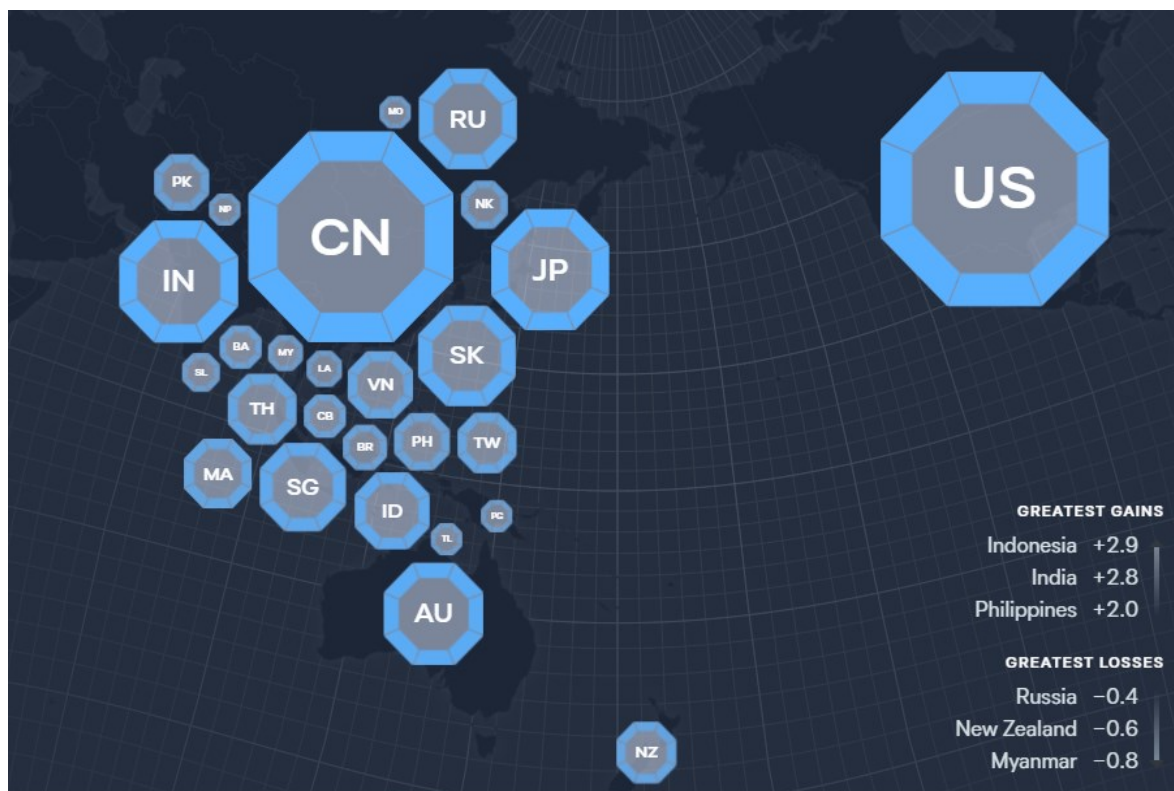 MO
RU
US
PK
NP
NK
CN
JP
IN
BA
MY
SL
LA
SK
VN
TH
CB
BR
PH
TW
MA
SG
ID
PG
TL
AU
NZ
GREATEST GAINS
Indonesia +2.9
India +2.8
Philippines +2.0
GREATEST LOSSES
Russia −0.4
New Zealand −0.6
Myanmar −0.8